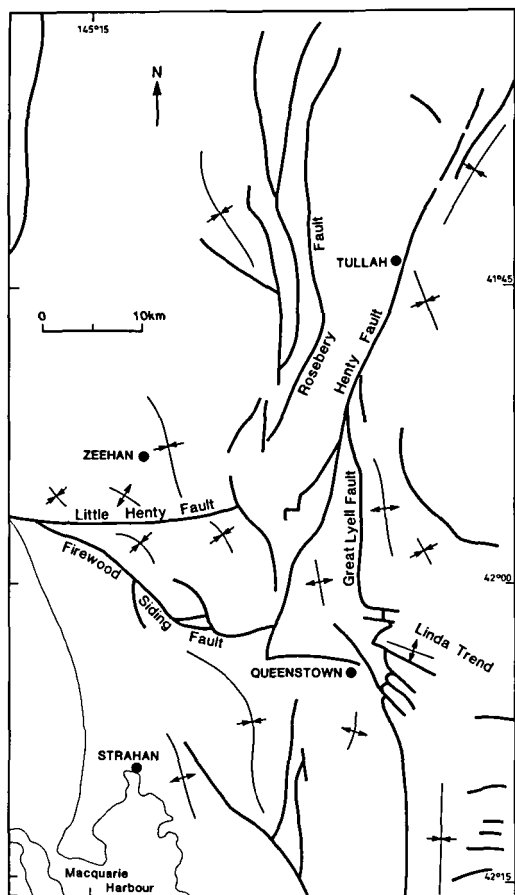 145°15
N
TULLAH
41°45
0 10km
Rosebery Fault
Henty Fault
ZEEHAN
Little Henty Fault
Great Lyell Fault
Firewood Siding Fault
42°00
Linda Trend
QUEENSTOWN
STRAHAN
Macquarie
Harbour
42°15